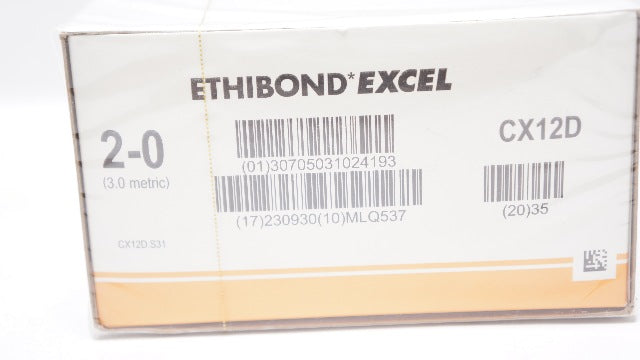 ETHIBOND*EXCEL
2-0
(3.0 metric)
(01)30705031024193
CX12D
(17)230930(10)MLQ537
(20)35
CX12D.S31